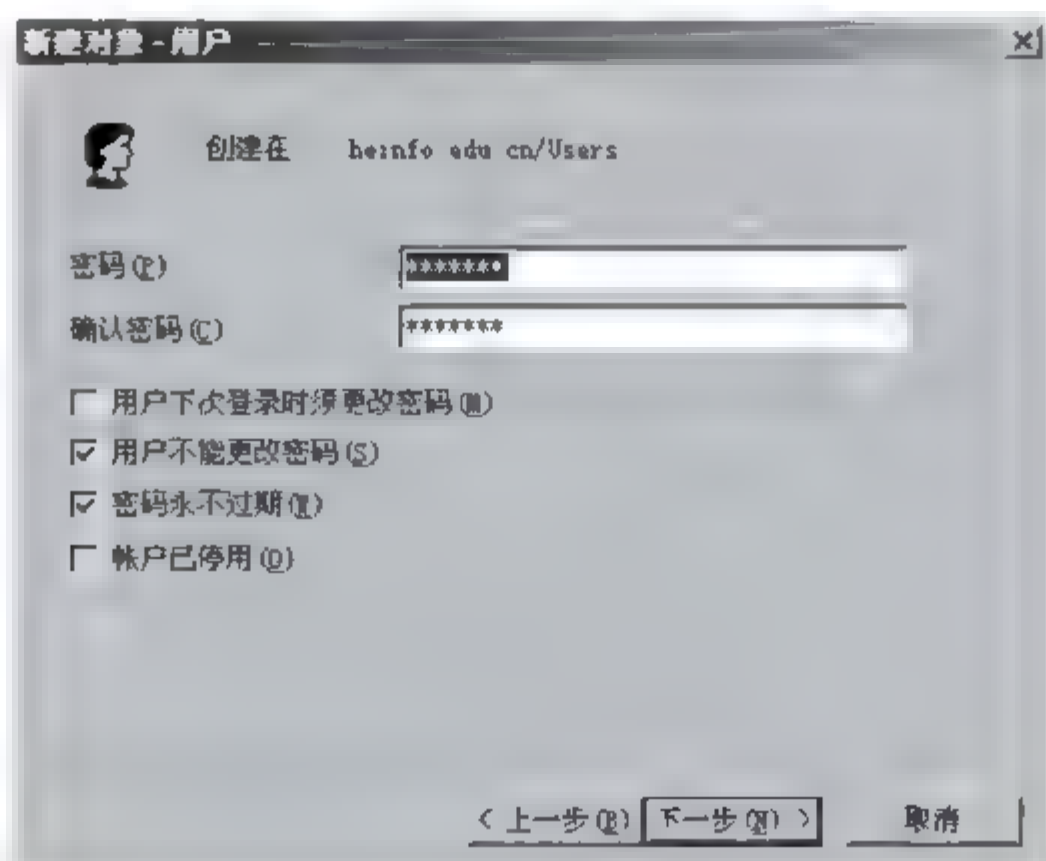 新建对象 - 用户
创建在 heinfo edu cn/Users
密码(P)
*******
确认密码(C)
*******
用户下次登录时须更改密码(M)
用户不能更改密码(S)
密码永不过期(W)
帐户已停用(O)
< 上一步(B) 下一步(N) > 取消